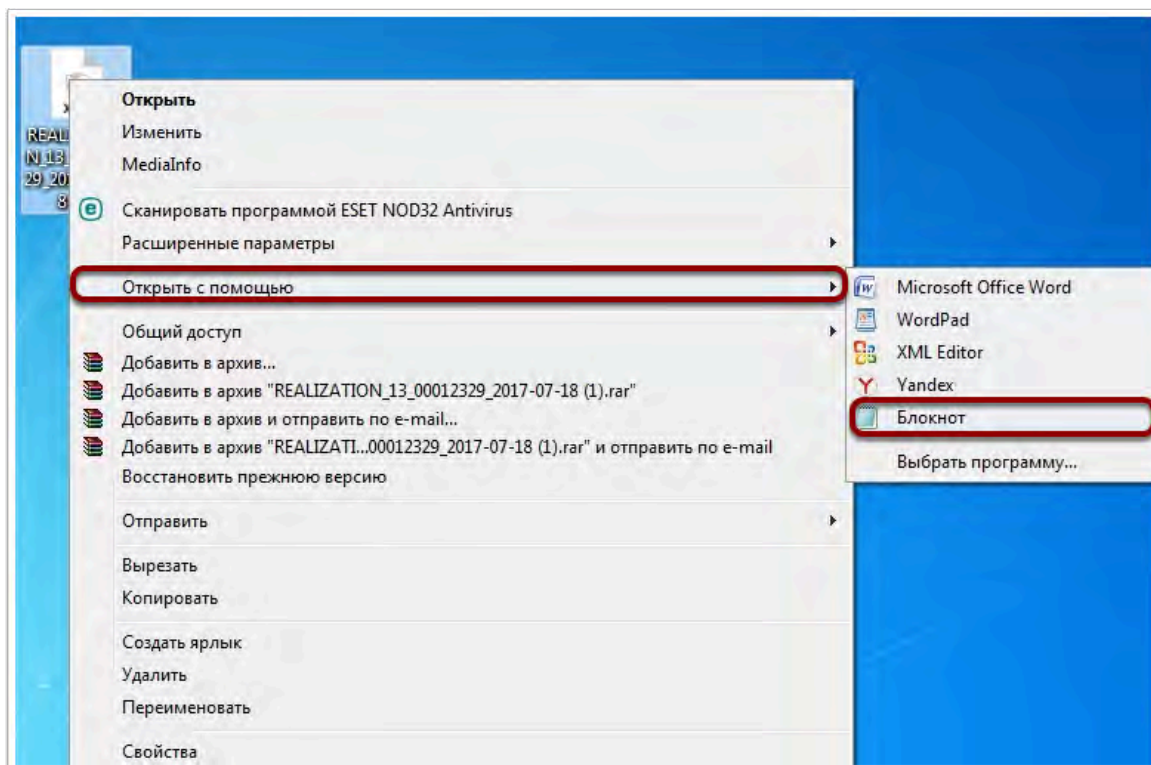 Открыть
Изменить
MediaInfo
Сканировать программой ESET NOD32 Antivirus
Расширенные параметры
Открыть с помощью
Общий доступ
Добавить в архив...
Добавить в архив "REALIZATION_13_00012329_2017-07-18 (1).rar"
Добавить в архив и отправить по e-mail...
Добавить в архив "REALIZATI...00012329_2017-07-18 (1).rar" и отправить по e-mail
Восстановить прежнюю версию
Отправить
Вырезать
Копировать
Создать ярлык
Удалить
Переименовать
Свойства
Microsoft Office Word
WordPad
XML Editor
Yandex
Блокнот
Выбрать программу...